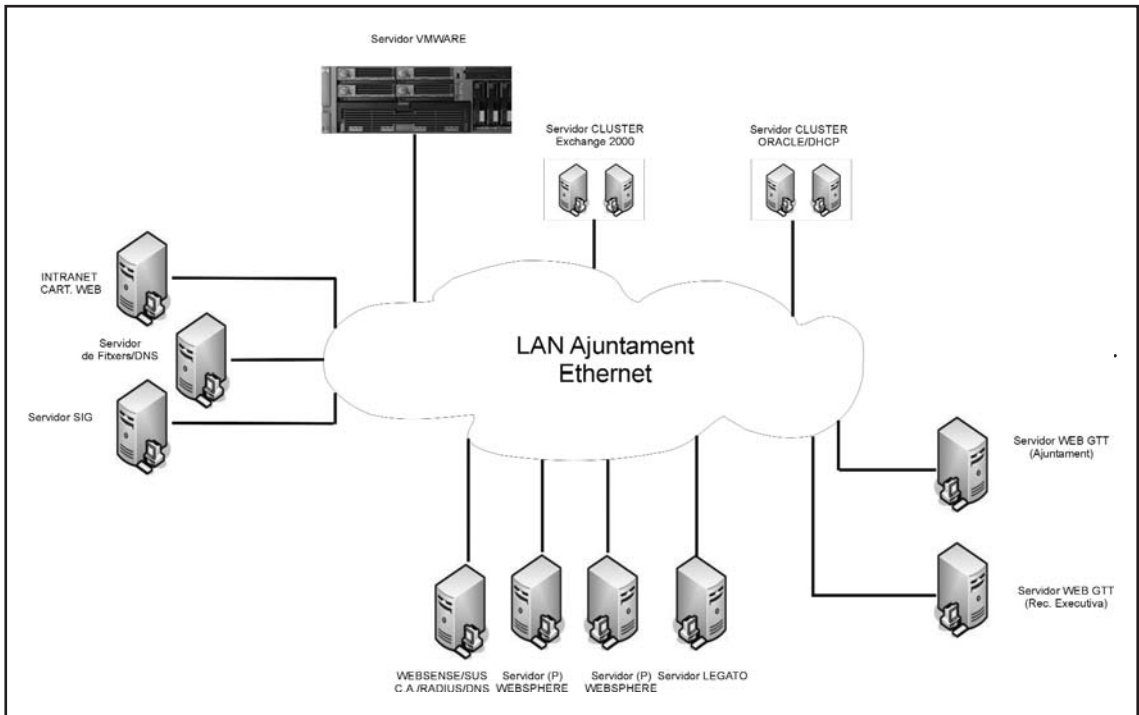 Servidor VMWARE
Servidor CLUSTER
Exchange 2000
Servidor CLUSTER
ORACLE/DHCP
INTRANET
CART. WEB
Servidor
de Fitxers/DNS
Servidor SIG
LAN Ajuntament
Ethernet
Servidor WEB GTT
(Ajuntament)
Servidor WEB GTT
(Rec. Executiva)
WEBSENSE/SUS
C.A./RADIUS/DNS
Servidor (P)
WEBSPHERE
Servidor (P)
WEBSPHERE
Servidor LEGATO